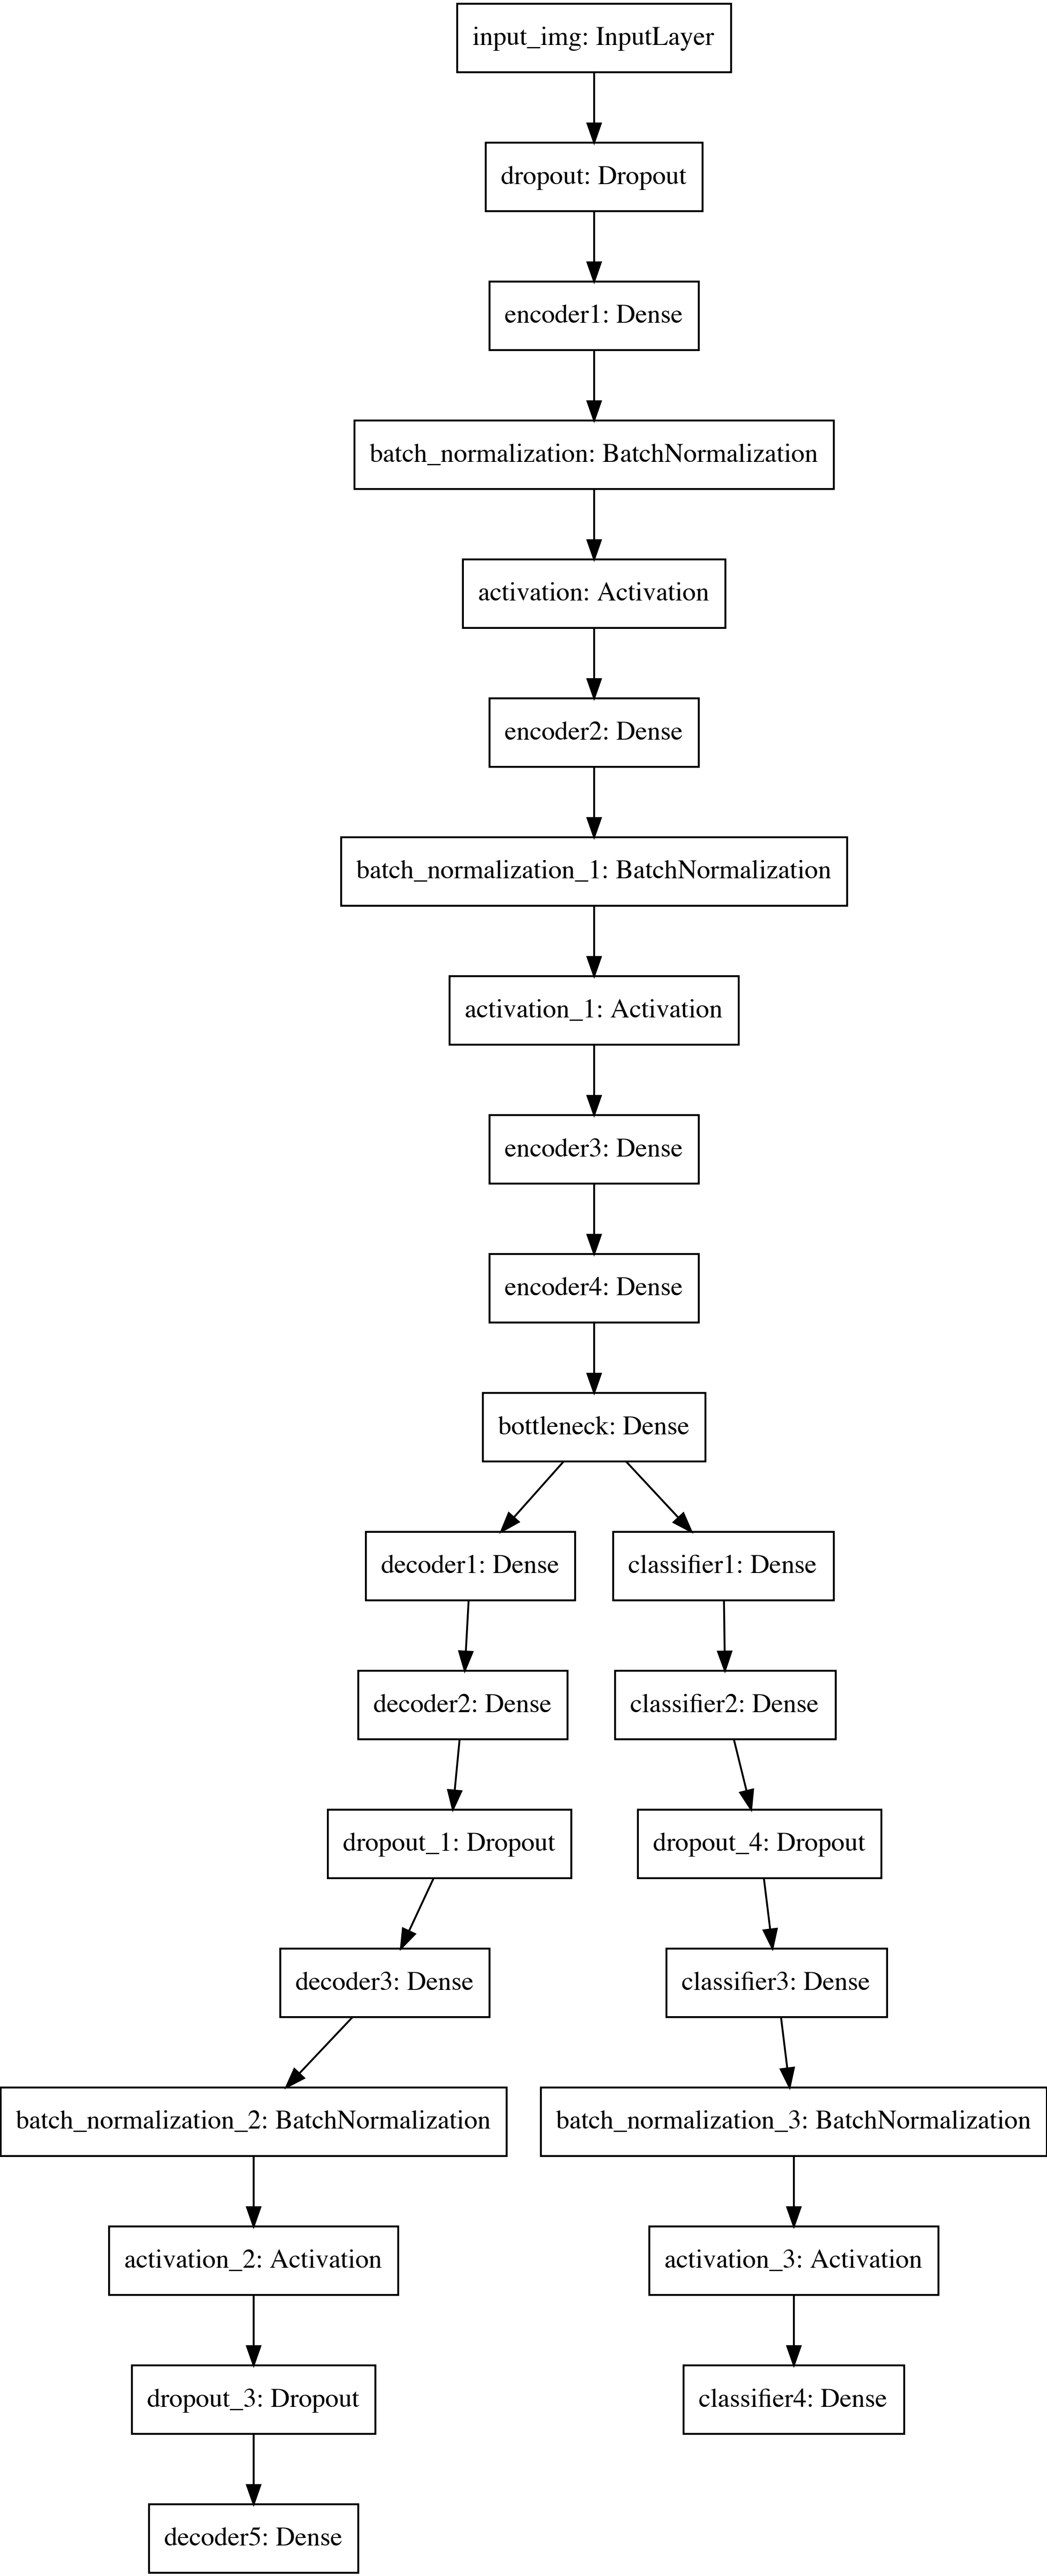 input_img: InputLayer
dropout: Dropout
encoder1: Dense
batch_normalization: BatchNormalization
activation: Activation
encoder2: Dense
batch_normalization_1: BatchNormalization
activation_1: Activation
encoder3: Dense
encoder4: Dense
bottleneck: Dense
decoder1: Dense
classifier1: Dense
decoder2: Dense
classifier2: Dense
dropout_1: Dropout
dropout_4: Dropout
decoder3: Dense
classifier3: Dense
batch_normalization_2: BatchNormalization
batch_normalization_3: BatchNormalization
activation_2: Activation
activation_3: Activation
dropout_3: Dropout
classifier4: Dense
decoder5: Dense